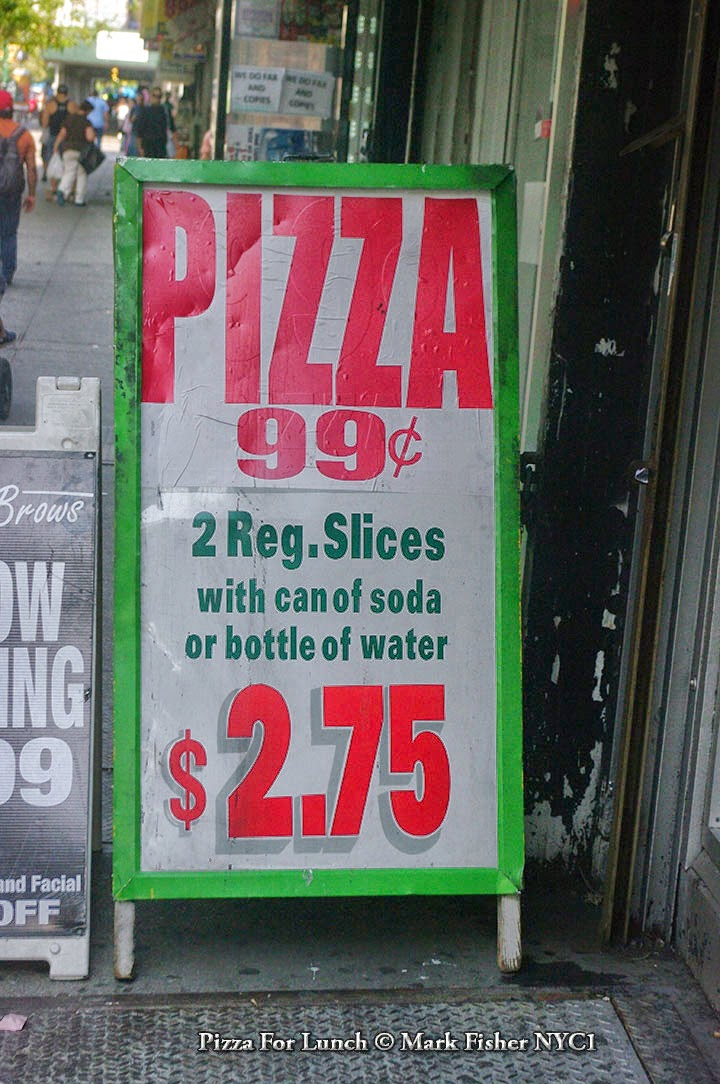 WE DO FAX
AND
COPIES
WE DO FAX
AND
COPIES
PIZZA
99¢
2 Reg. Slices
with can of soda
or bottle of water
$2.75
Brows
OW
ING
99
and Facial
OFF
Pizza For Lunch © Mark Fisher NYC1